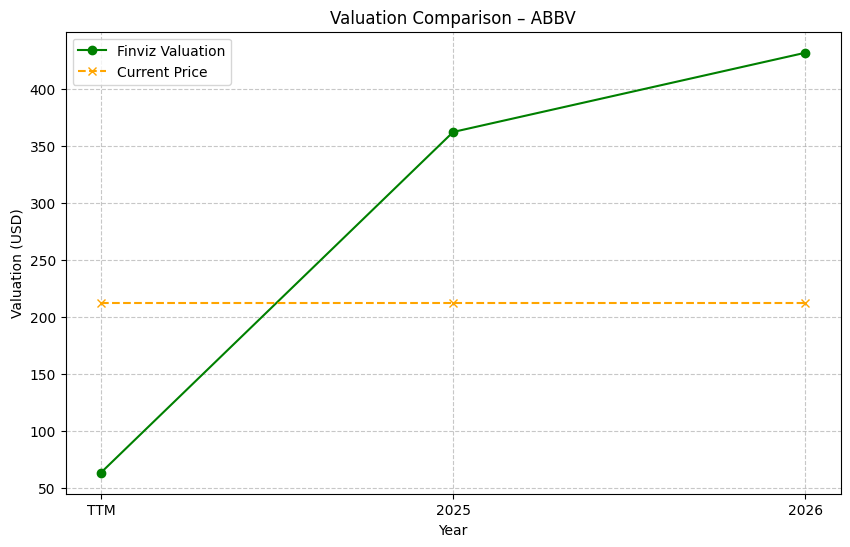 Valuation Comparison – ABBV
Finviz Valuation
Current Price
Valuation (USD)
400
350
300
250
200
150
100
50
TTM
2025
2026
Year